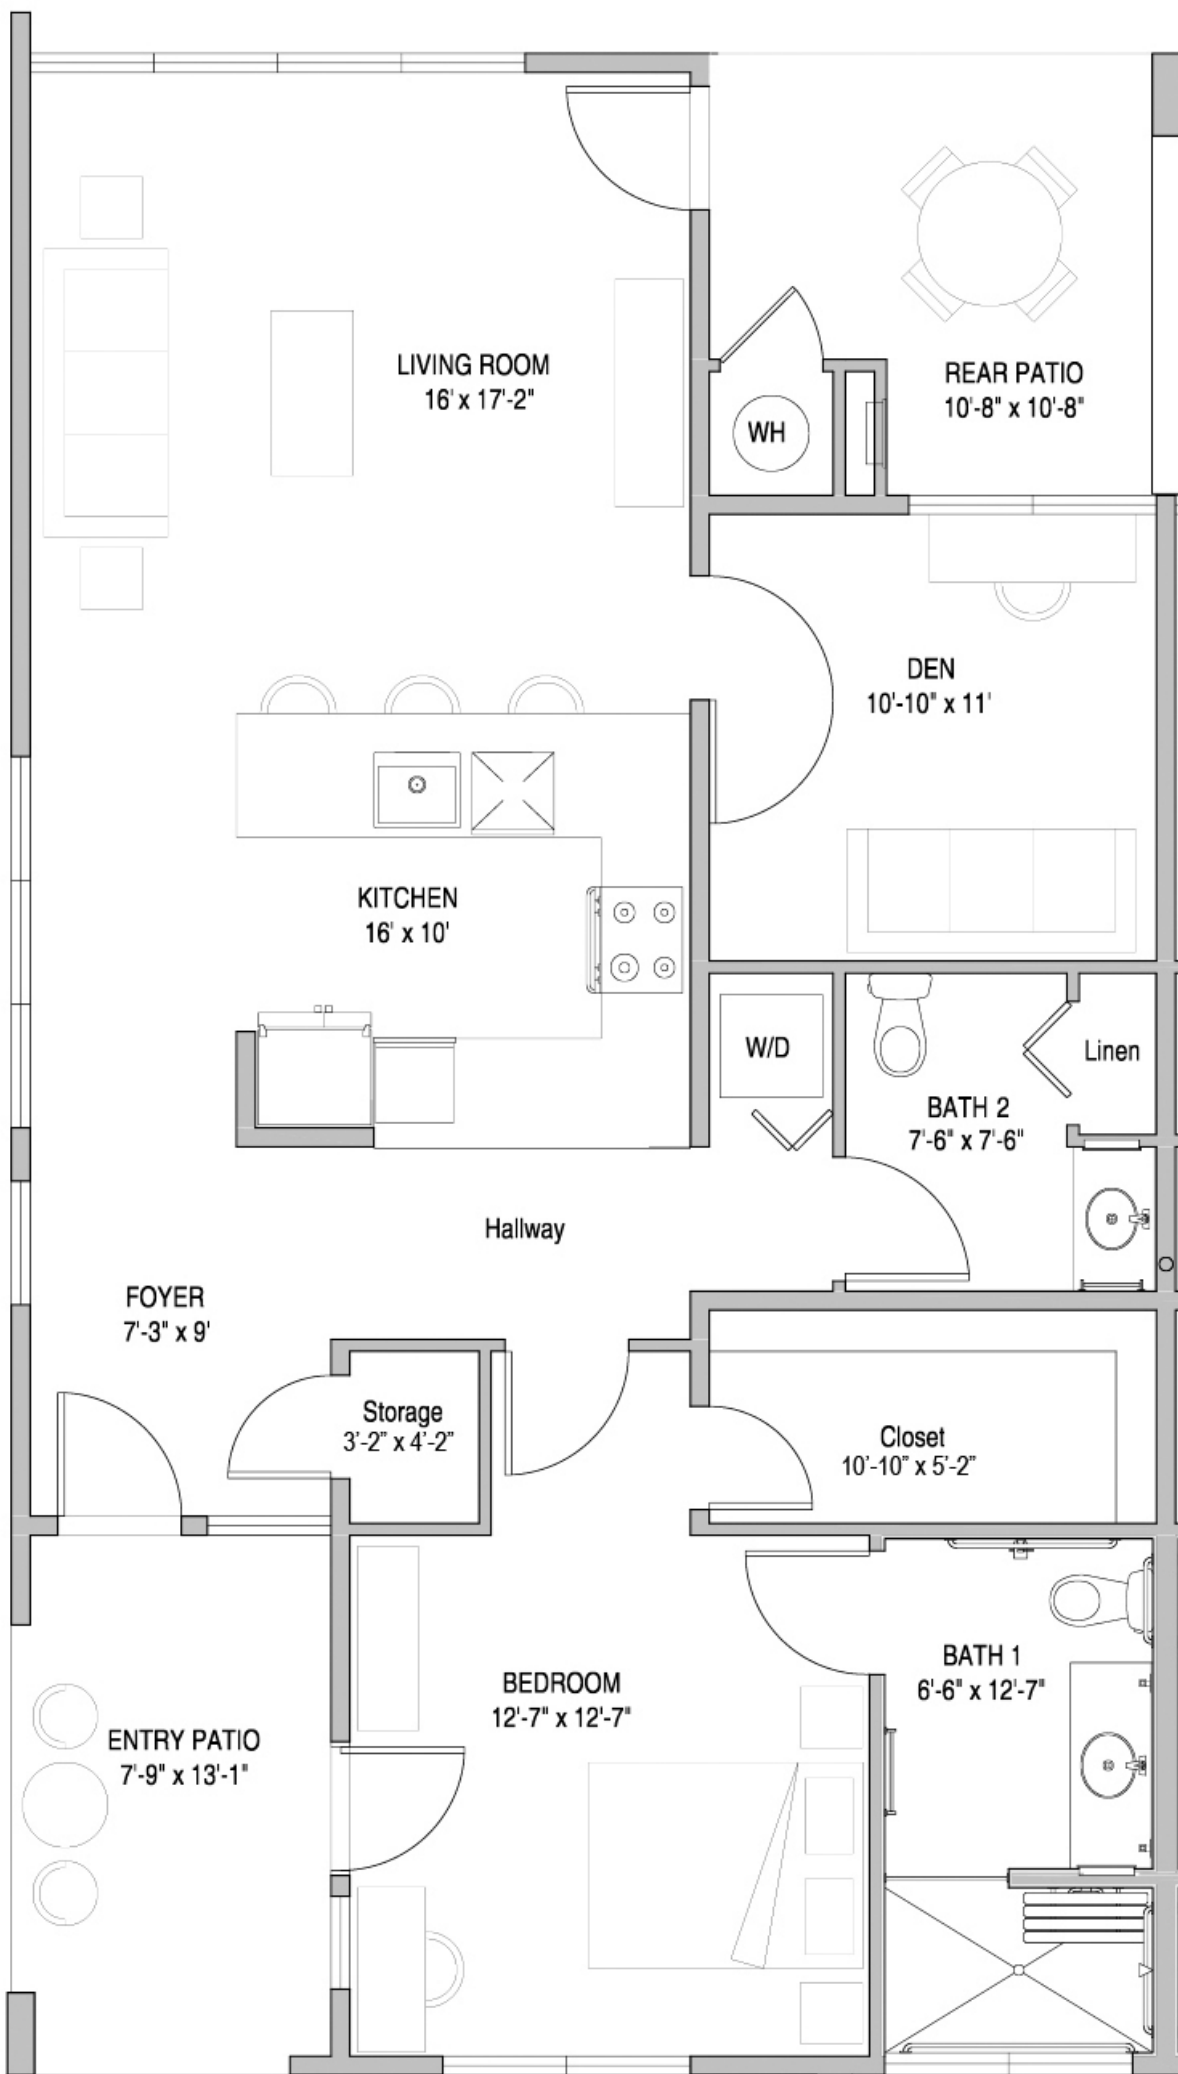 LIVING ROOM
16' x 17'-2"
REAR PATIO
10'-8" x 10'-8"
WH
DEN
10'-10" x 11'
KITCHEN
16' x 10'
W/D
Linen
BATH 2
7'-6" x 7'-6"
Hallway
FOYER
7'-3" x 9'
Storage
3'-2" x 4'-2"
Closet
10'-10" x 5'-2"
BATH 1
6'-6" x 12'-7"
BEDROOM
12'-7" x 12'-7"
ENTRY PATIO
7'-9" x 13'-1"